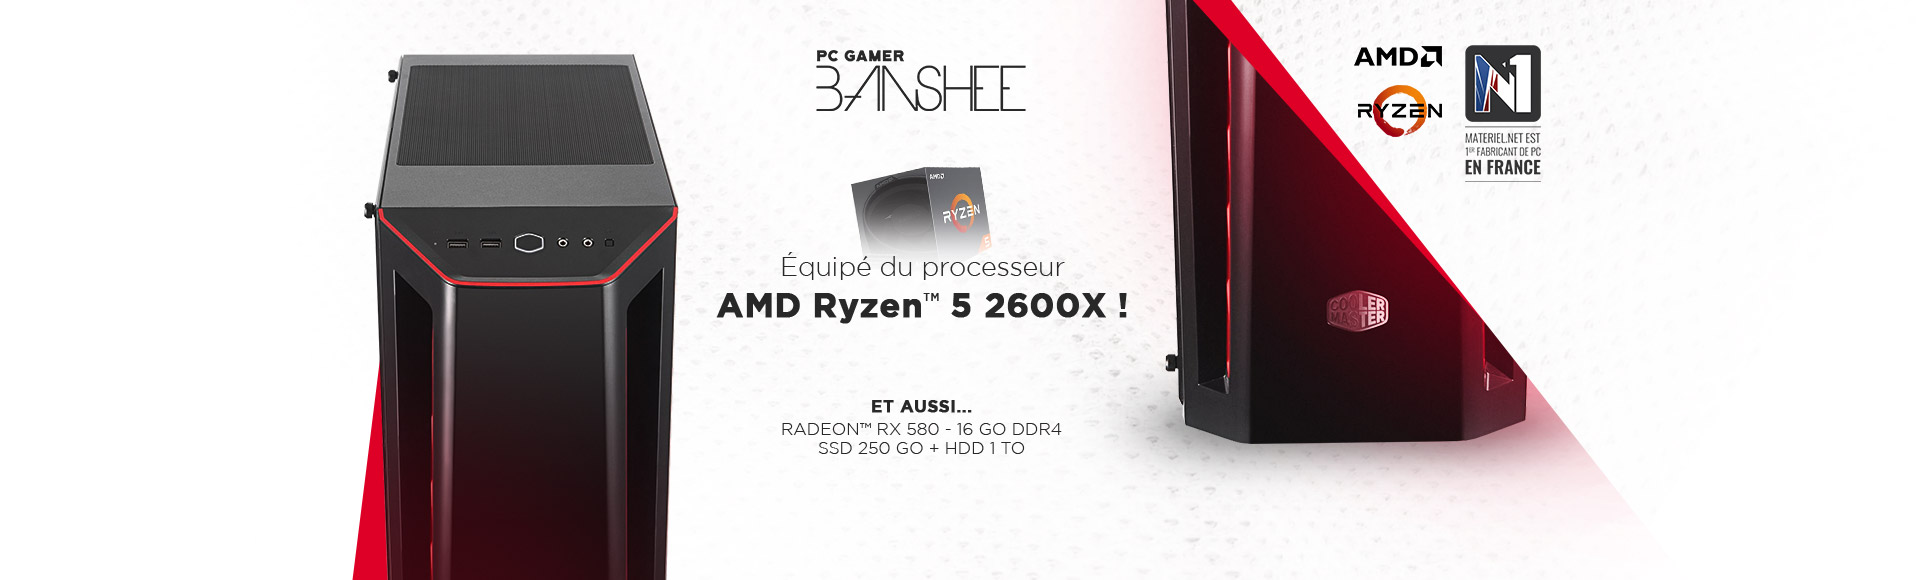 PC GAMER
BANSHEE
AMD
RYZEN
5
Équipé du processeur
AMD Ryzen™ 5 2600X !
ET AUSSI...
RADEON™ RX 580 - 16 GO DDR4
SSD 250 GO + HDD 1 TO
COOLER
MASTER
AMD
RYZEN
N1
MATERIEL.NET EST
1ER FABRICANT DE PC
EN FRANCE